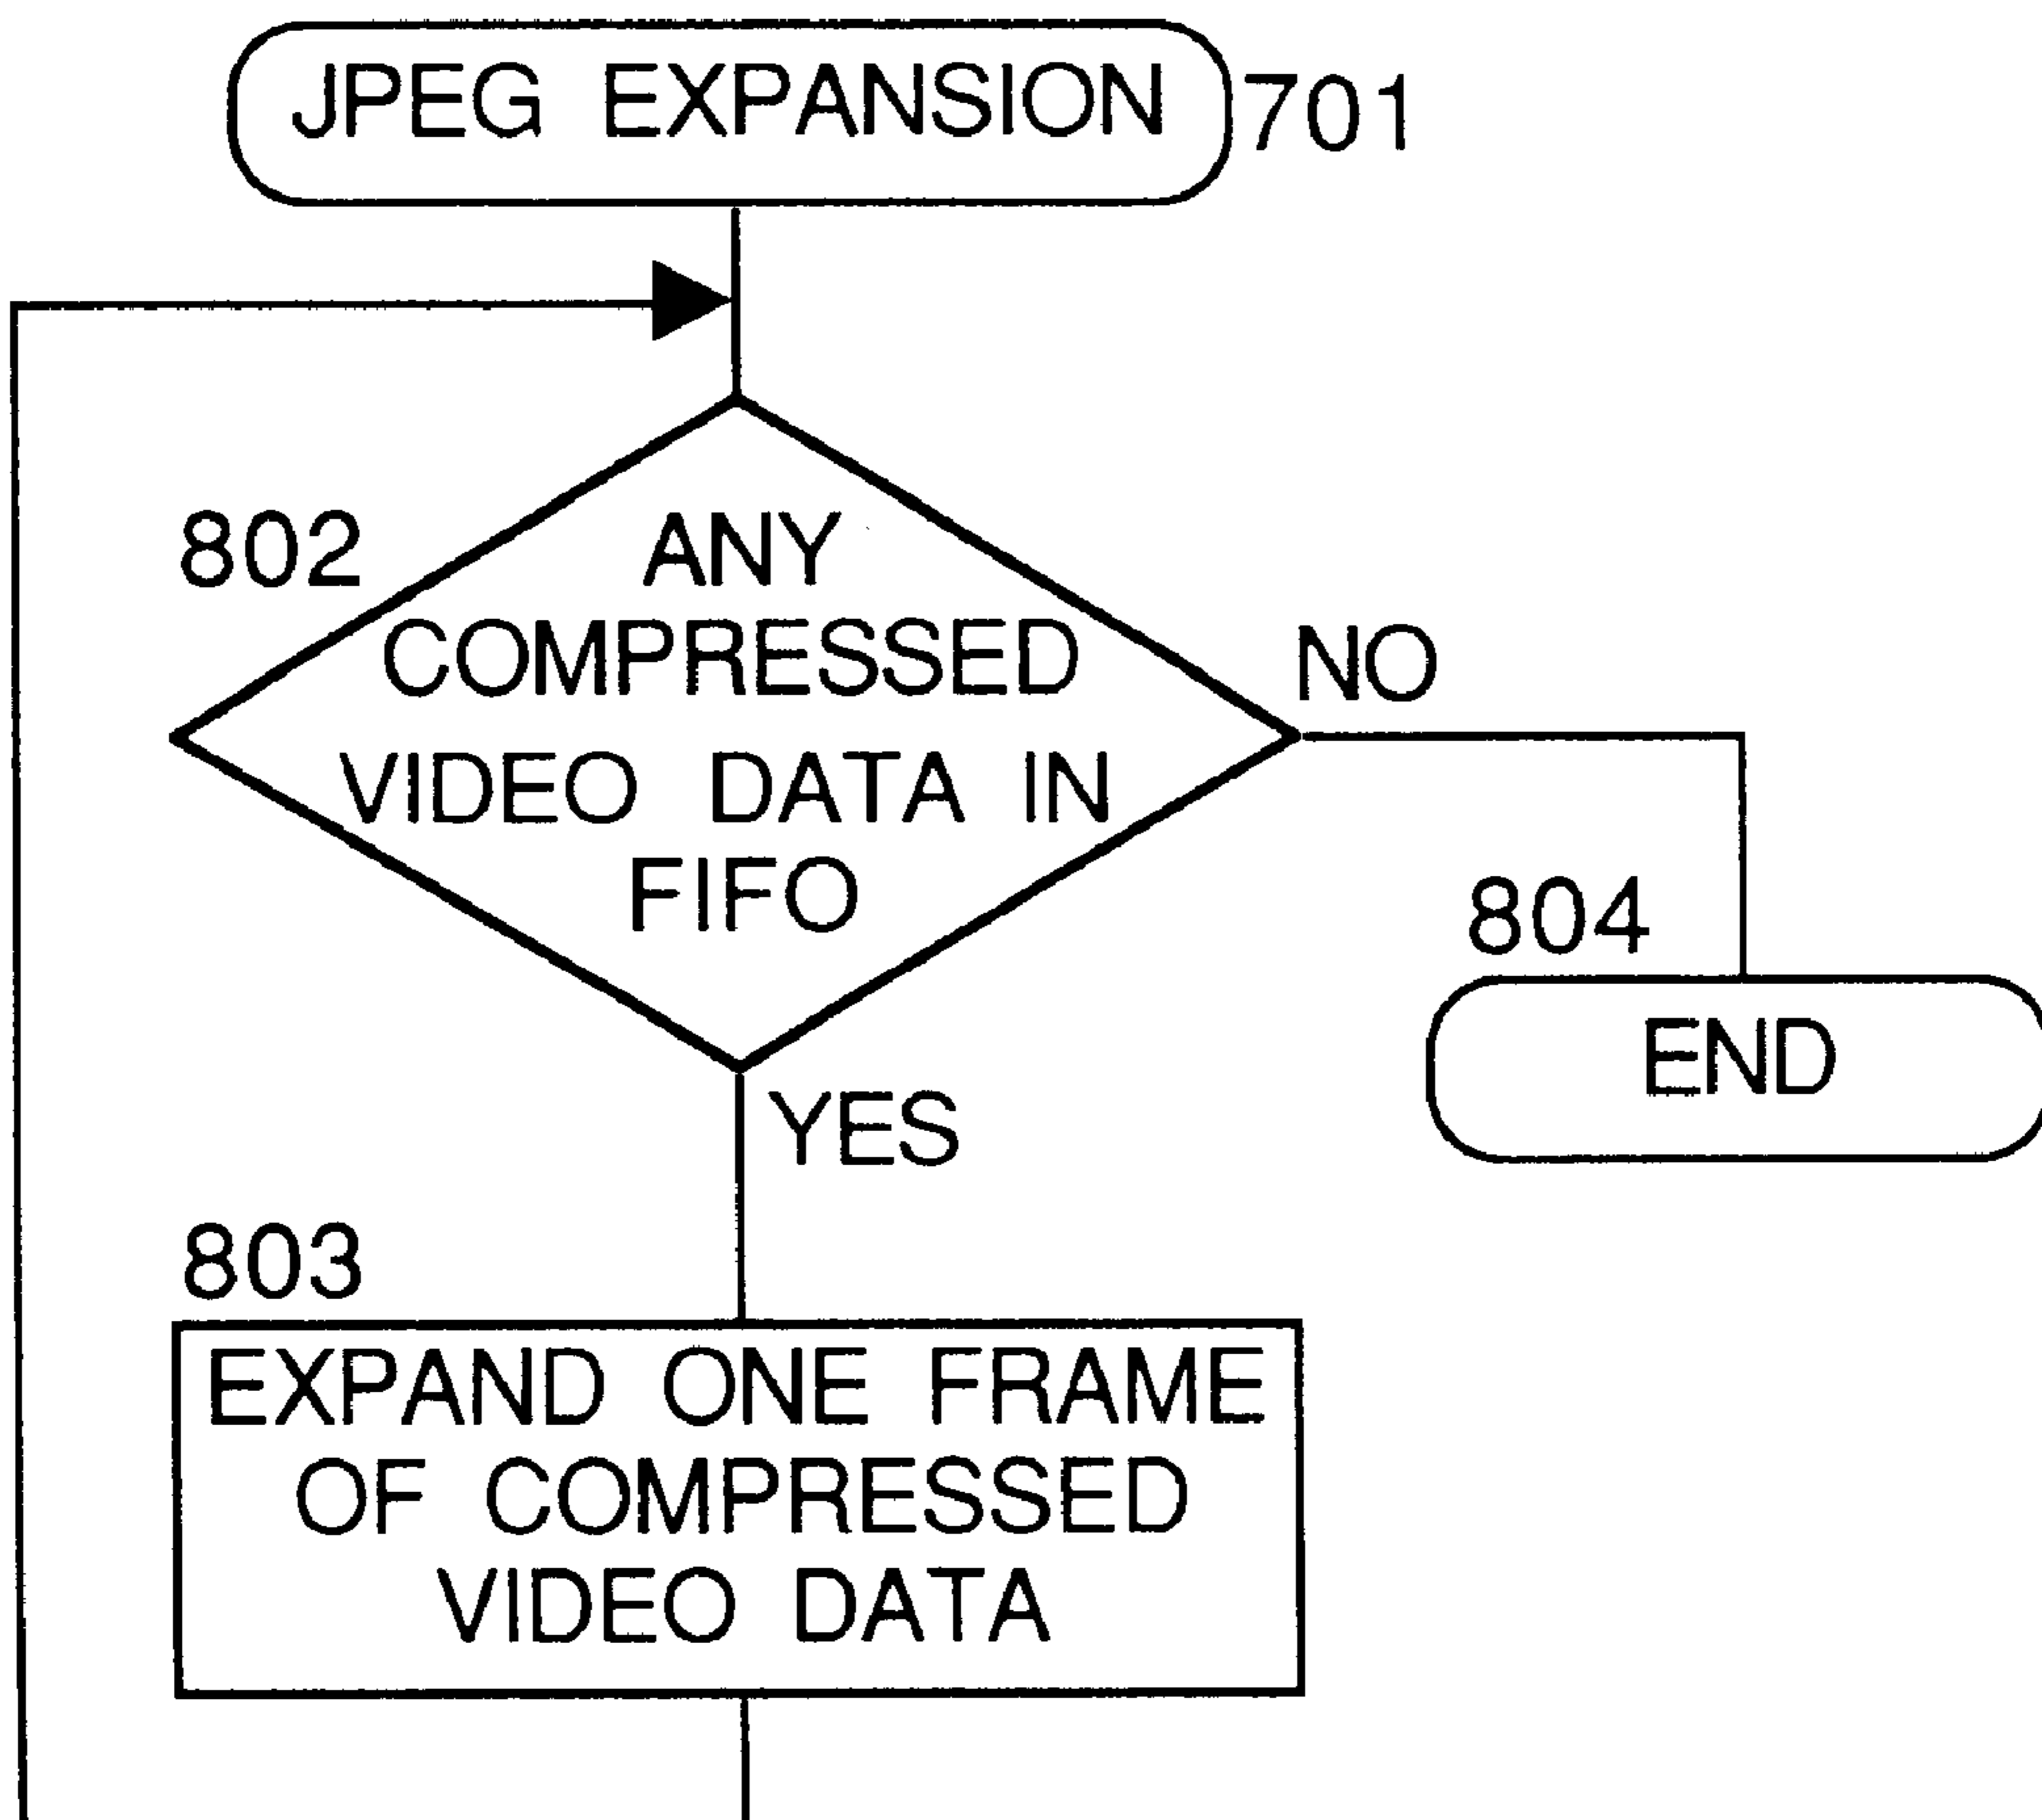 JPEG EXPANSION
701
802
ANY
COMPRESSED
VIDEO DATA IN
FIFO
NO
804
END
YES
803
EXPAND ONE FRAME
OF COMPRESSED
VIDEO DATA